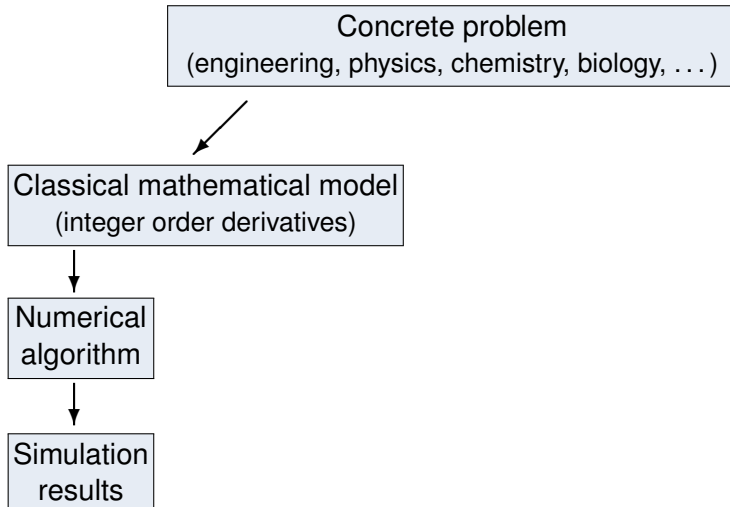 Concrete problem
(engineering, physics, chemistry, biology, . . . )
Classical mathematical model
(integer order derivatives)
Numerical
algorithm
Simulation
results